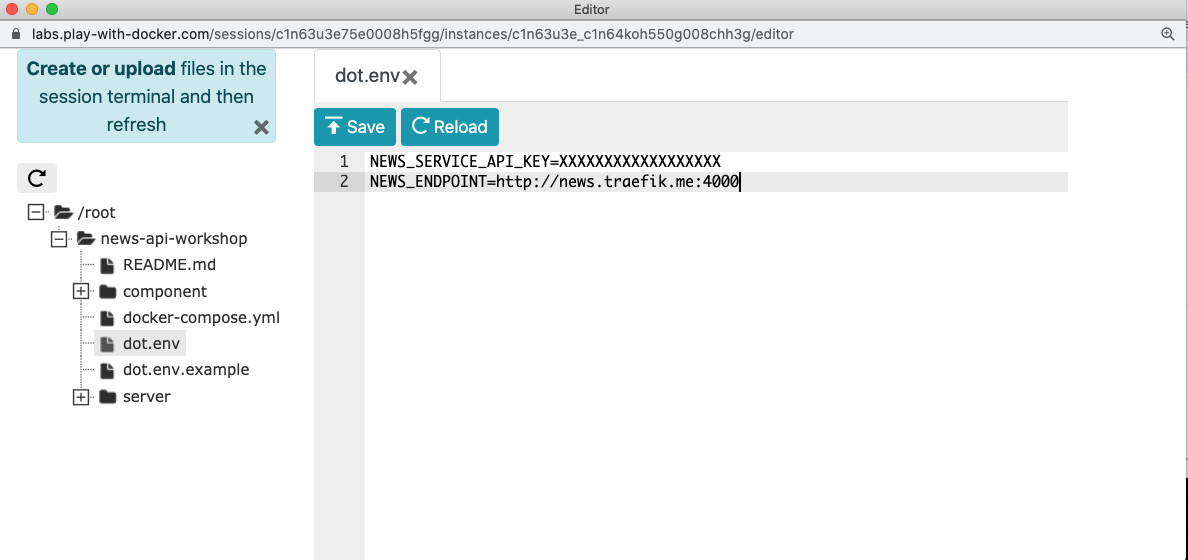 Editor
labs.play-with-docker.com/sessions/c1n63u3e75e0008h5fgg/instances/c1n63u3e_c1n64koh550g008chh3g/editor
Create or upload files in the
session terminal and then
refresh
/root
news-api-workshop
README.md
component
docker-compose.yml
dot.env
dot.env.example
server
dot.env
Save
Reload
1 NEWS_SERVICE_API_KEY=XXXXXXXXXXXXXXXXXX
2 NEWS_ENDPOINT=http://news.traefik.me:4000